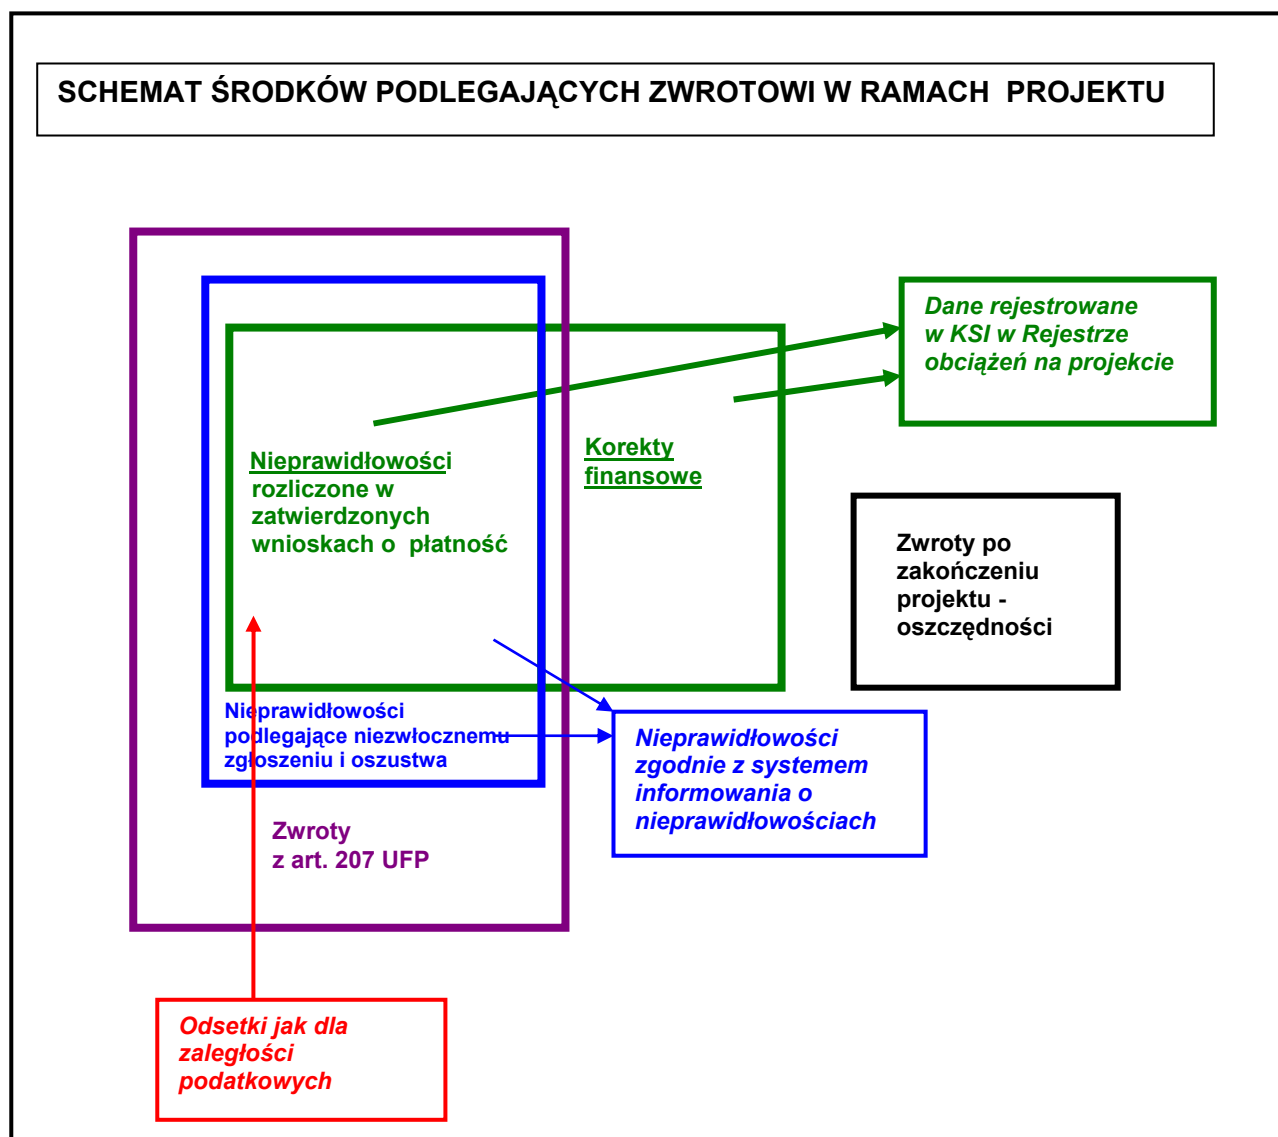 SCHEMAT ŚRODKÓW PODLEGAJĄCYCH ZWROTOWI W RAMACH PROJEKTU
Dane rejestrowane
w KSI w Rejestrze
obciążeń na projekcie
Nieprawidłowości
rozliczone w
zatwierdzonych
wnioskach o płatność
Korekty
finansowe
Zwroty po
zakończeniu
projektu -
oszczędności
Nieprawidłowości
podlegające niezwłocznemu
zgłoszeniu i oszustwa
Nieprawidłowości
zgodnie z systemem
informowania o
nieprawidłowościach
Zwroty
z art. 207 UFP
Odsetki jak dla
zaległości
podatkowych